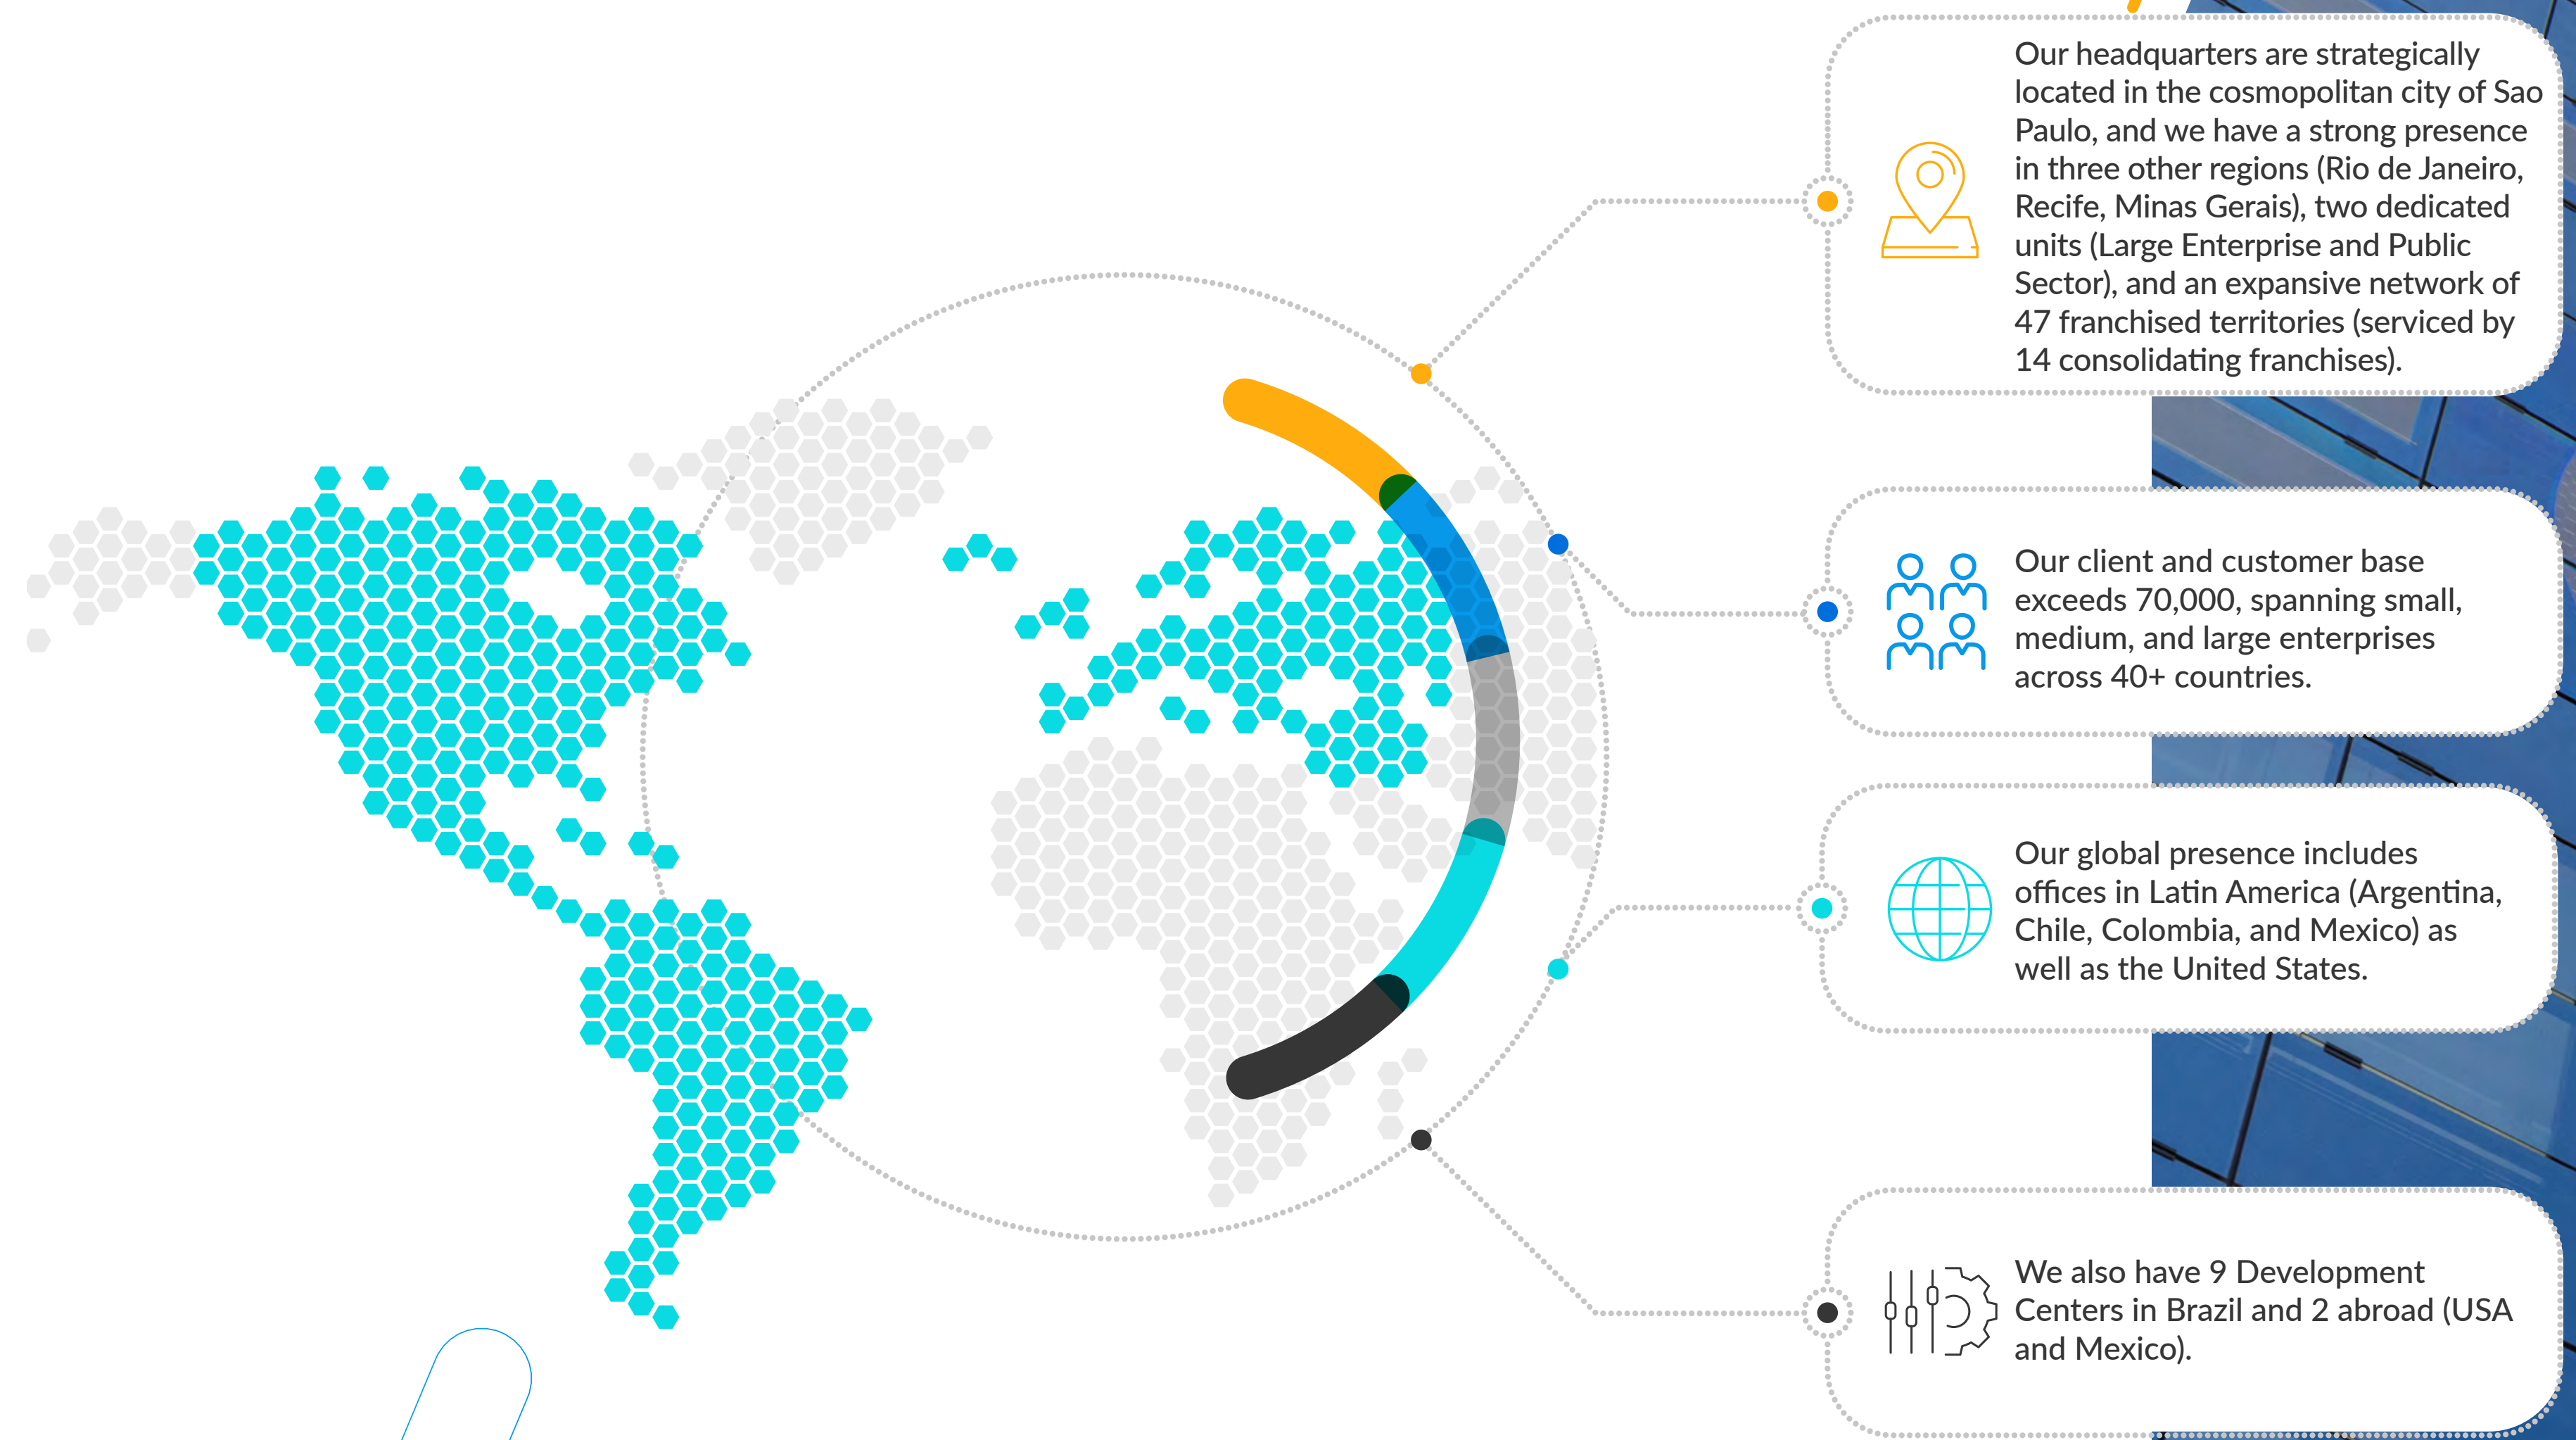 Our headquarters are strategically
located in the cosmopolitan city of Sao
Paulo, and we have a strong presence
in three other regions (Rio de Janeiro,
Recife, Minas Gerais), two dedicated
units (Large Enterprise and Public
Sector), and an expansive network of
47 franchised territories (serviced by
14 consolidating franchises).
Our client and customer base
exceeds 70,000, spanning small,
medium, and large enterprises
across 40+ countries.
Our global presence includes
offices in Latin America (Argentina,
Chile, Colombia, and Mexico) as
well as the United States.
We also have 9 Development
Centers in Brazil and 2 abroad (USA
and Mexico).